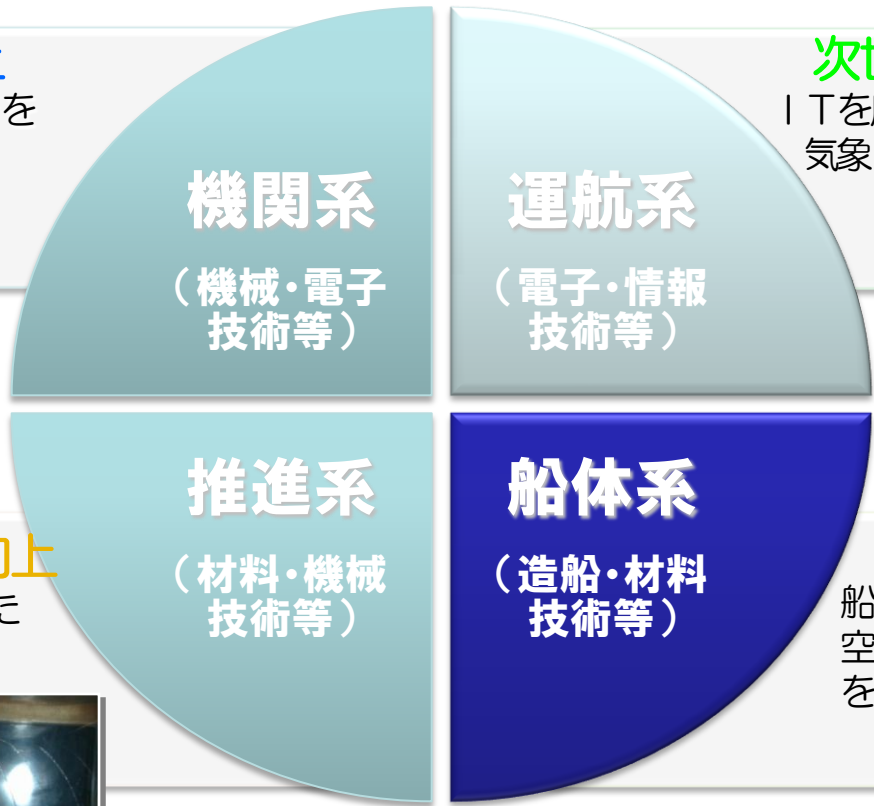 を
次世
ITを
気象
機関系
(機械・電子
技術等)
運航系
(電子・情報
技術等)
推進系
(材料・機械
技術等)
船体系
(造船・材料
技術等)
向上
た
船
空
を